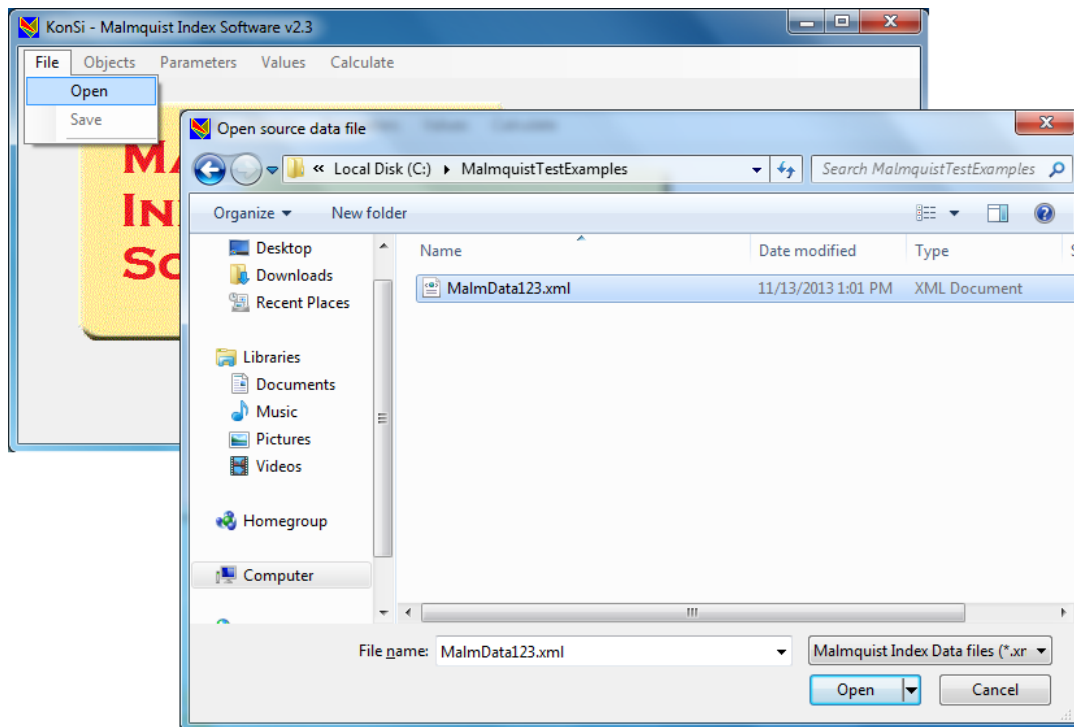 KonSi - Malmquist Index Software v2.3
File Objects Parameters Values Calculate
Open
Save
Open source data file
« Local Disk (C:) MalmquistTestExamples
Search MalmquistTestExamples
Organize New folder
Name Date modified Type
MalmData123.xml 11/13/2013 1:01 PM XML Document
Desktop
Downloads
Recent Places
Libraries
Documents
Music
Pictures
Videos
Homegroup
Computer
File name: MalmData123.xml
Malmquist Index Data files (*.xr
Open Cancel